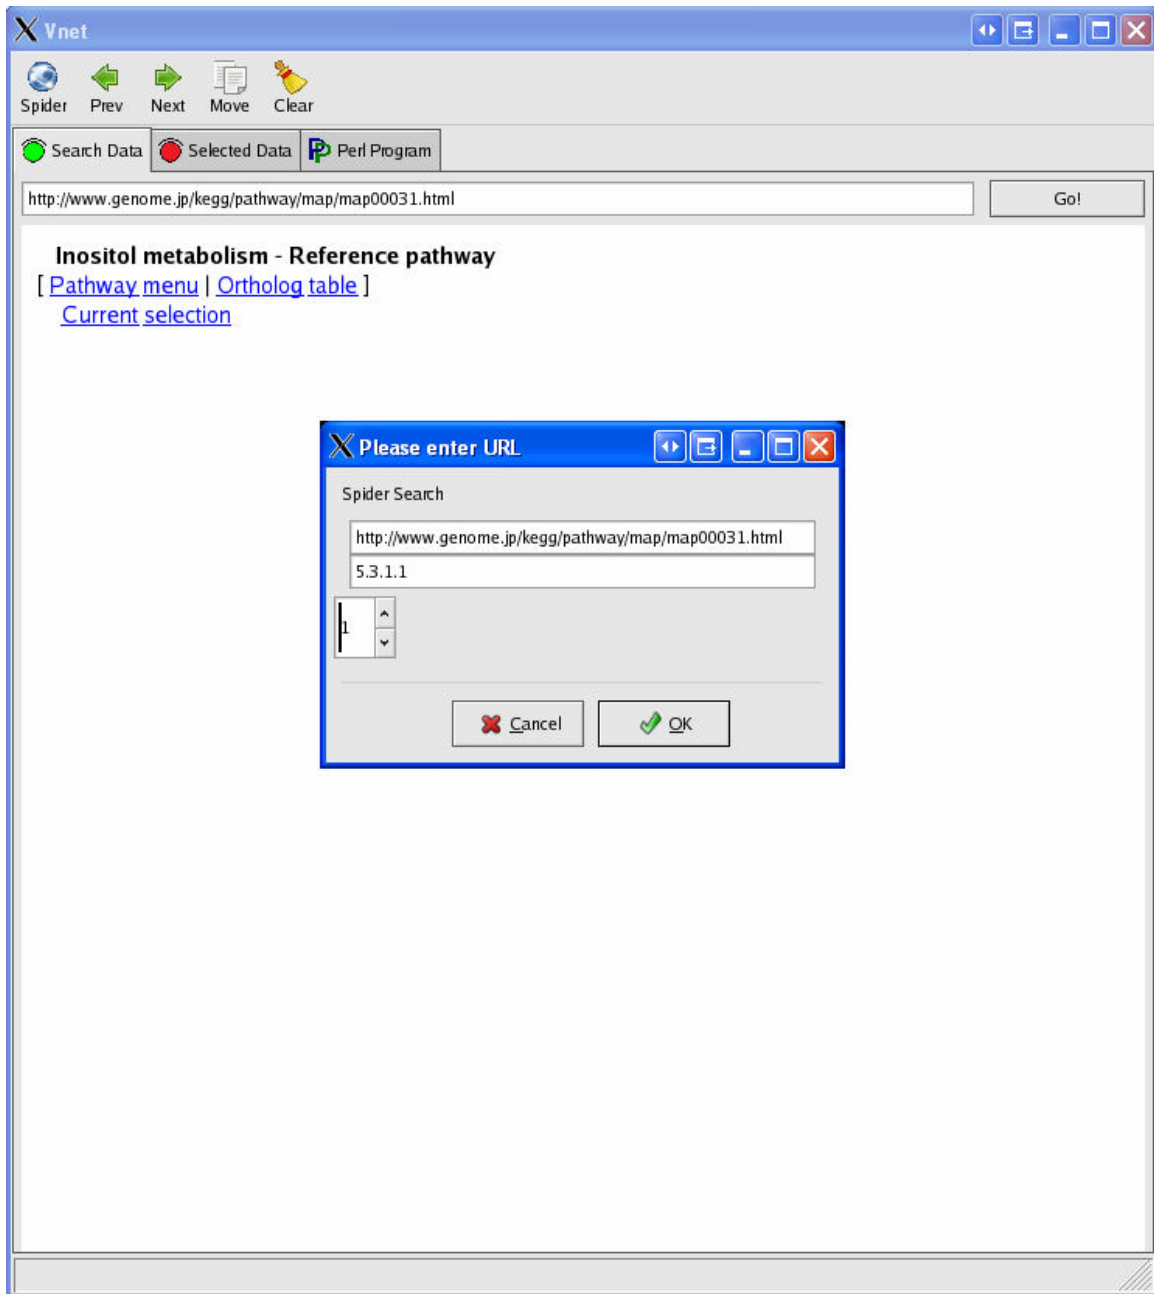 Vnet
Spider Prev Next Move Clear
Search Data Selected Data Perl Program
http://www.genome.jp/kegg/pathway/map/map00031.html Go!
Inositol metabolism - Reference pathway
[ Pathway menu | Ortholog table ]
Current selection
Please enter URL
Spider Search
http://www.genome.jp/kegg/pathway/map/map00031.html
5.3.1.1
1
Cancel OK